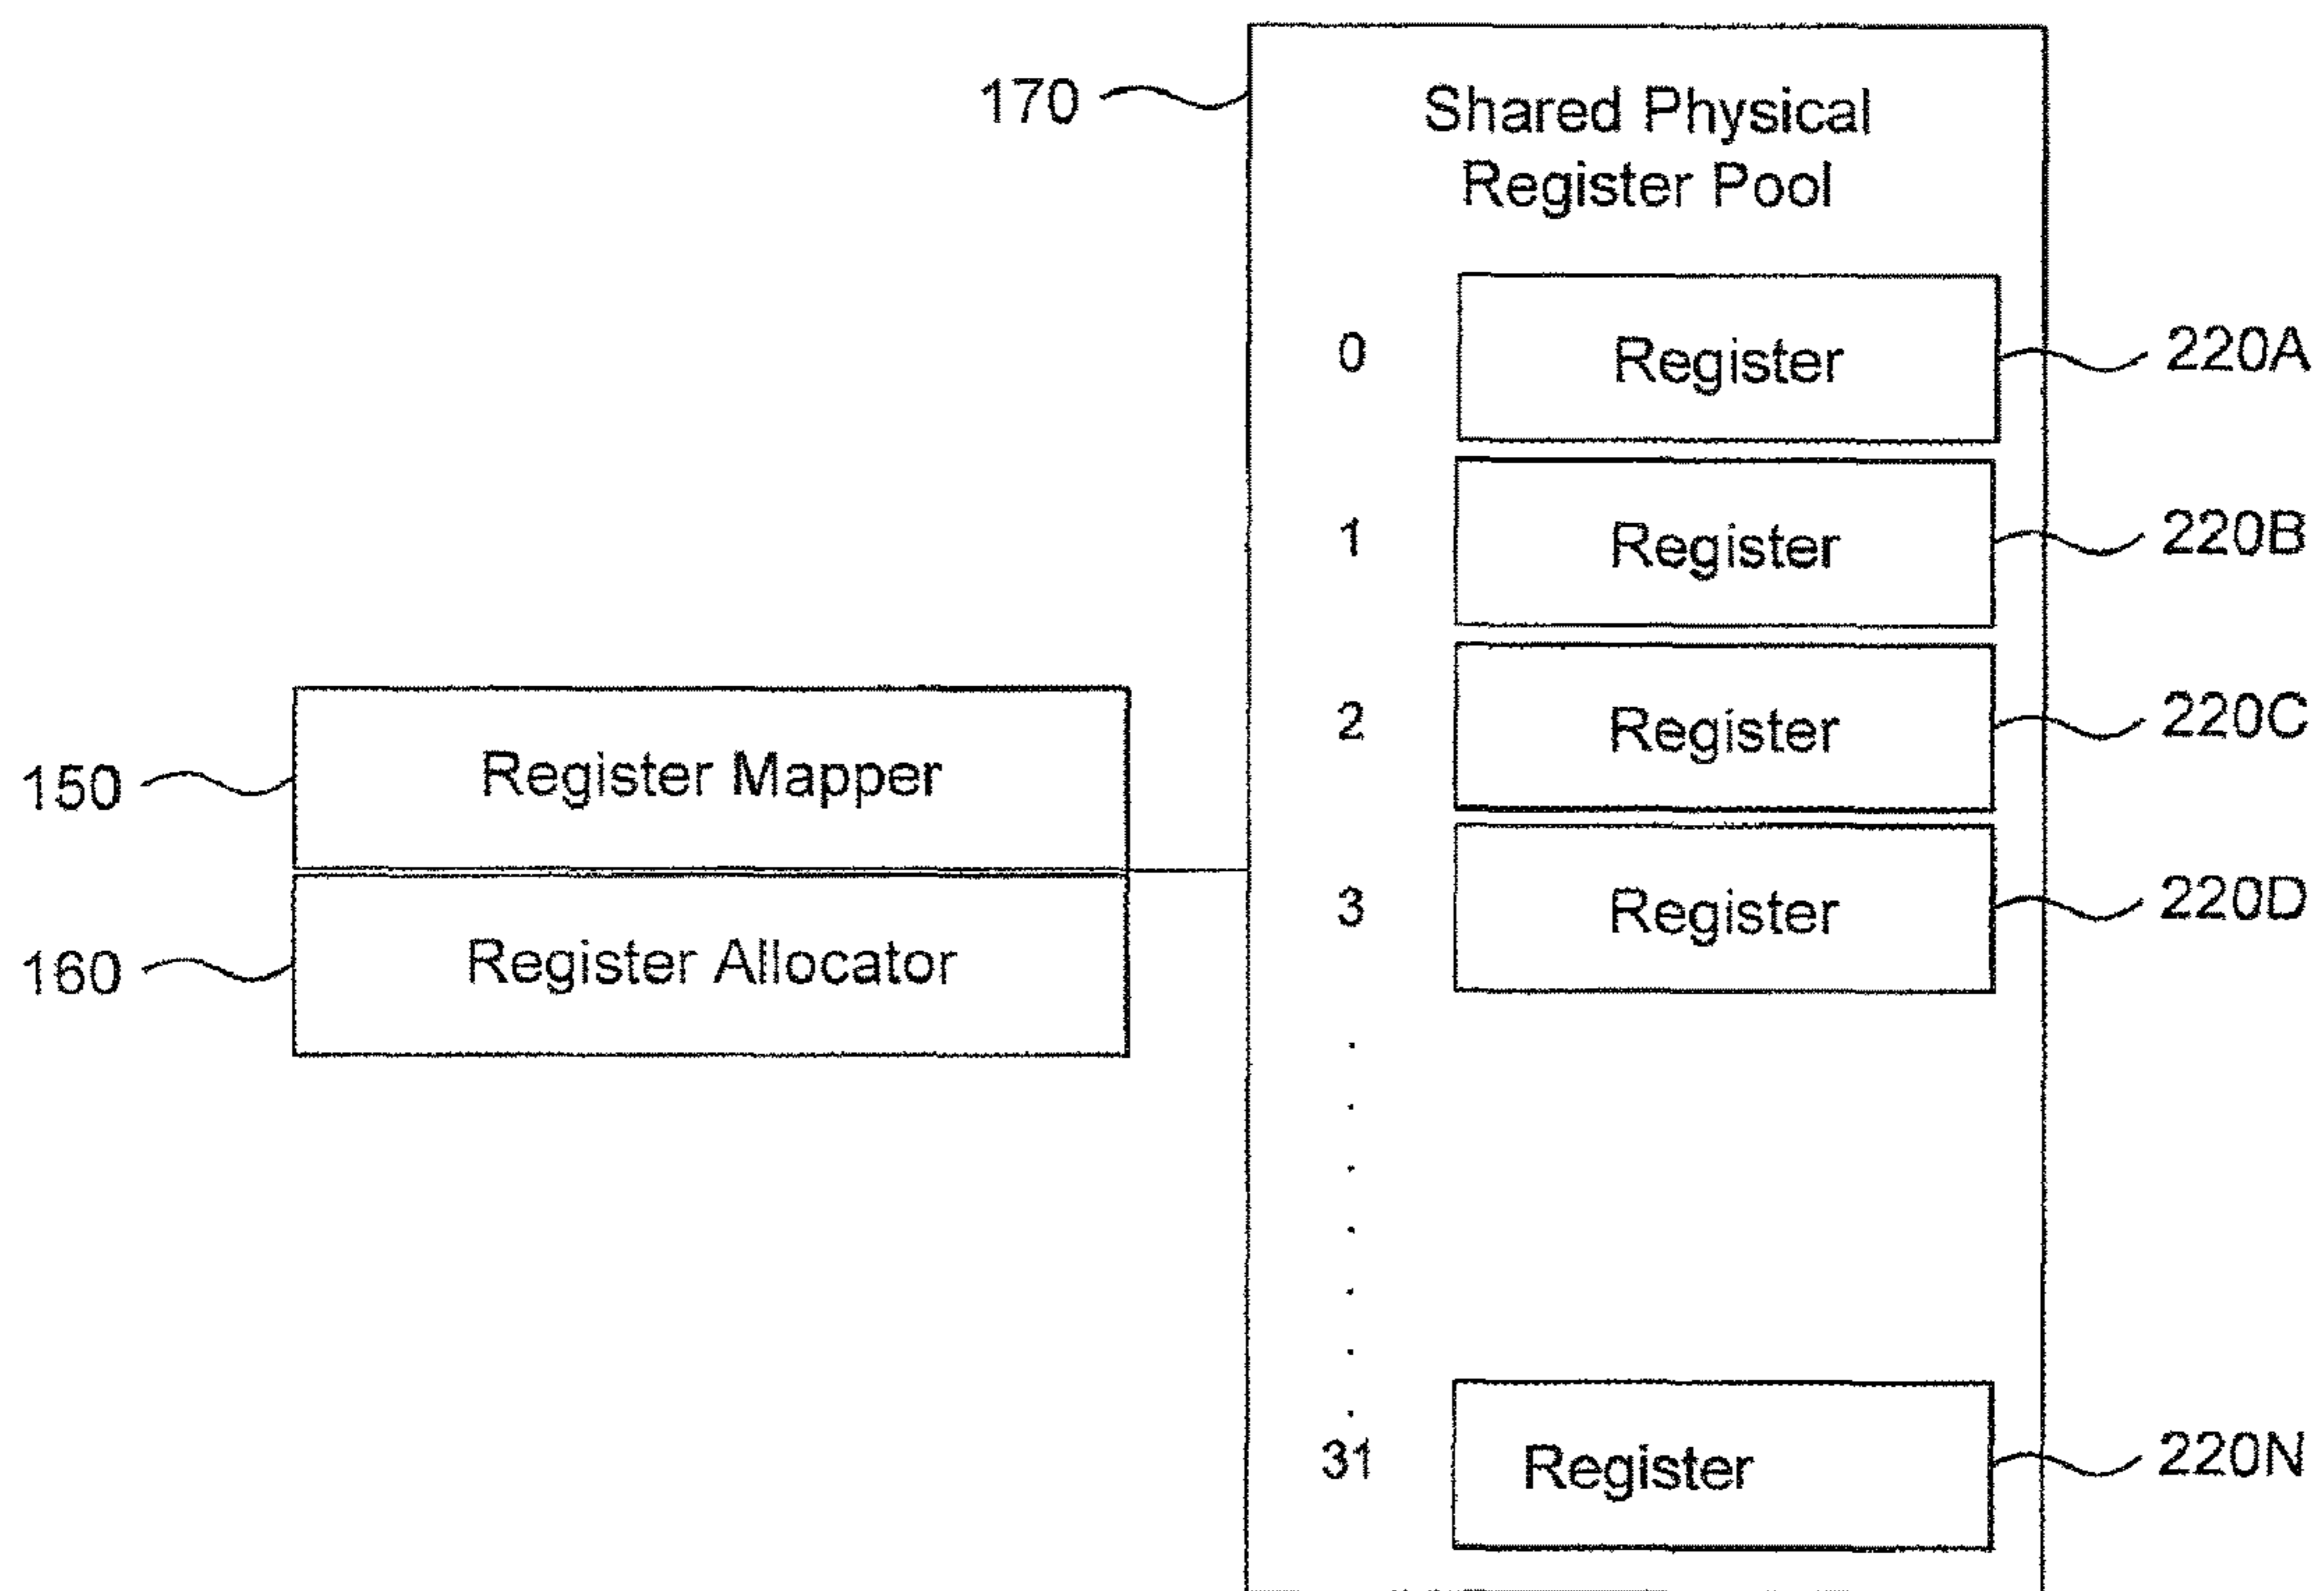 170
Shared Physical
Register Pool
0
Register
220A
1
Register
220B
2
Register
220C
150
Register Mapper
3
Register
220D
160
Register Allocator
31
Register
220N